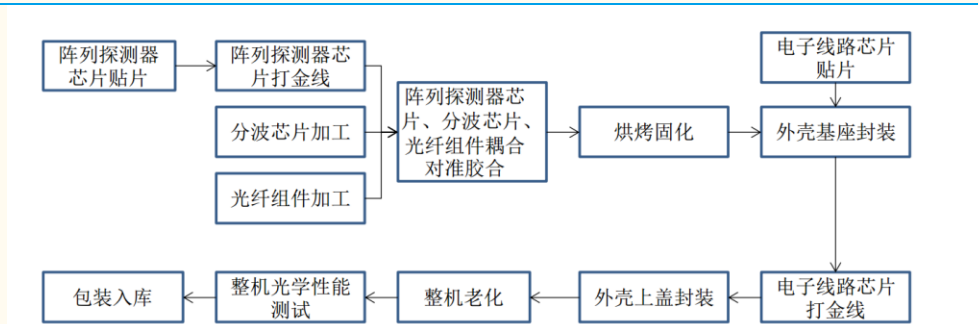 阵列探测器
芯片贴片
阵列探测器芯
片打金线
分波芯片加工
光纤组件加工
阵列探测器芯
片、分波芯片、
光纤组件耦合
对准胶合
烘烤固化
电子线路芯片
贴片
外壳基座封装
电子线路芯片
打金线
外壳上盖封装
整机老化
整机光学性能
测试
包装入库